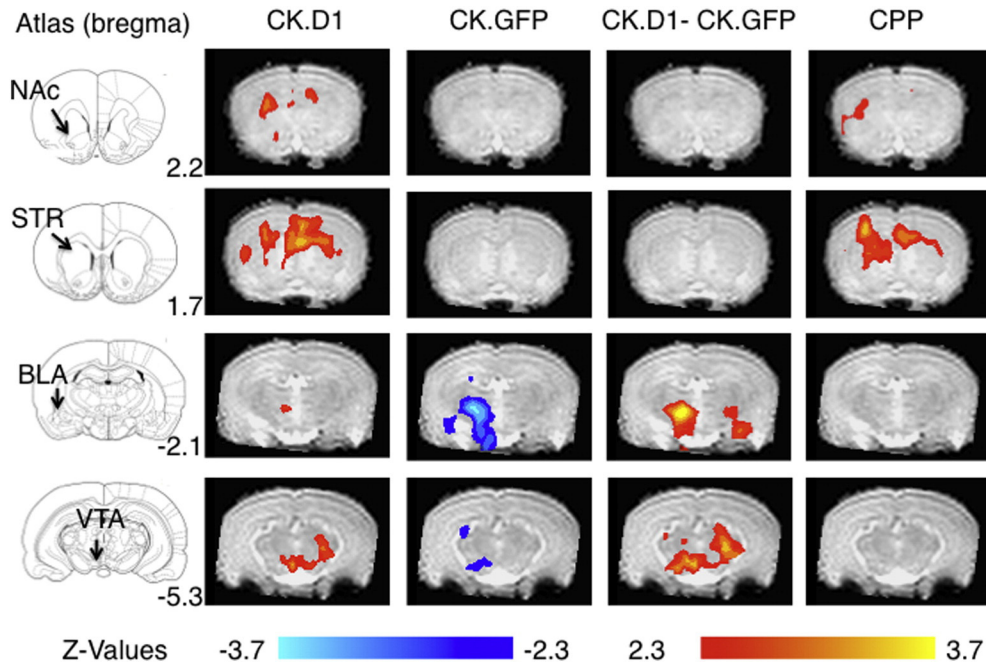 Atlas (bregma) CK.D1 CK.GFP CK.D1- CK.GFP CPP
NAc
2.2
STR
1.7
BLA
-2.1
VTA
-5.3
Z-Values -3.7 -2.3 2.3 3.7